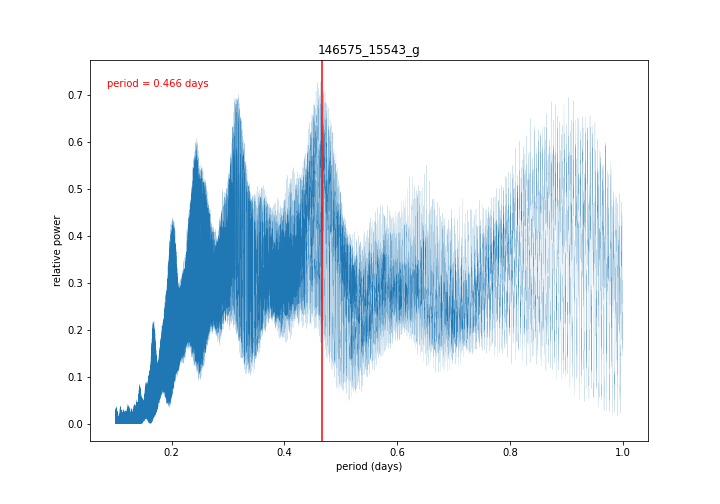 146575_15543_g
period = 0.466 days
relative power
0.7
0.6
0.5
0.4
0.3
0.2
0.1
0.0
0.2 0.4 0.6 0.8 1.0
period (days)